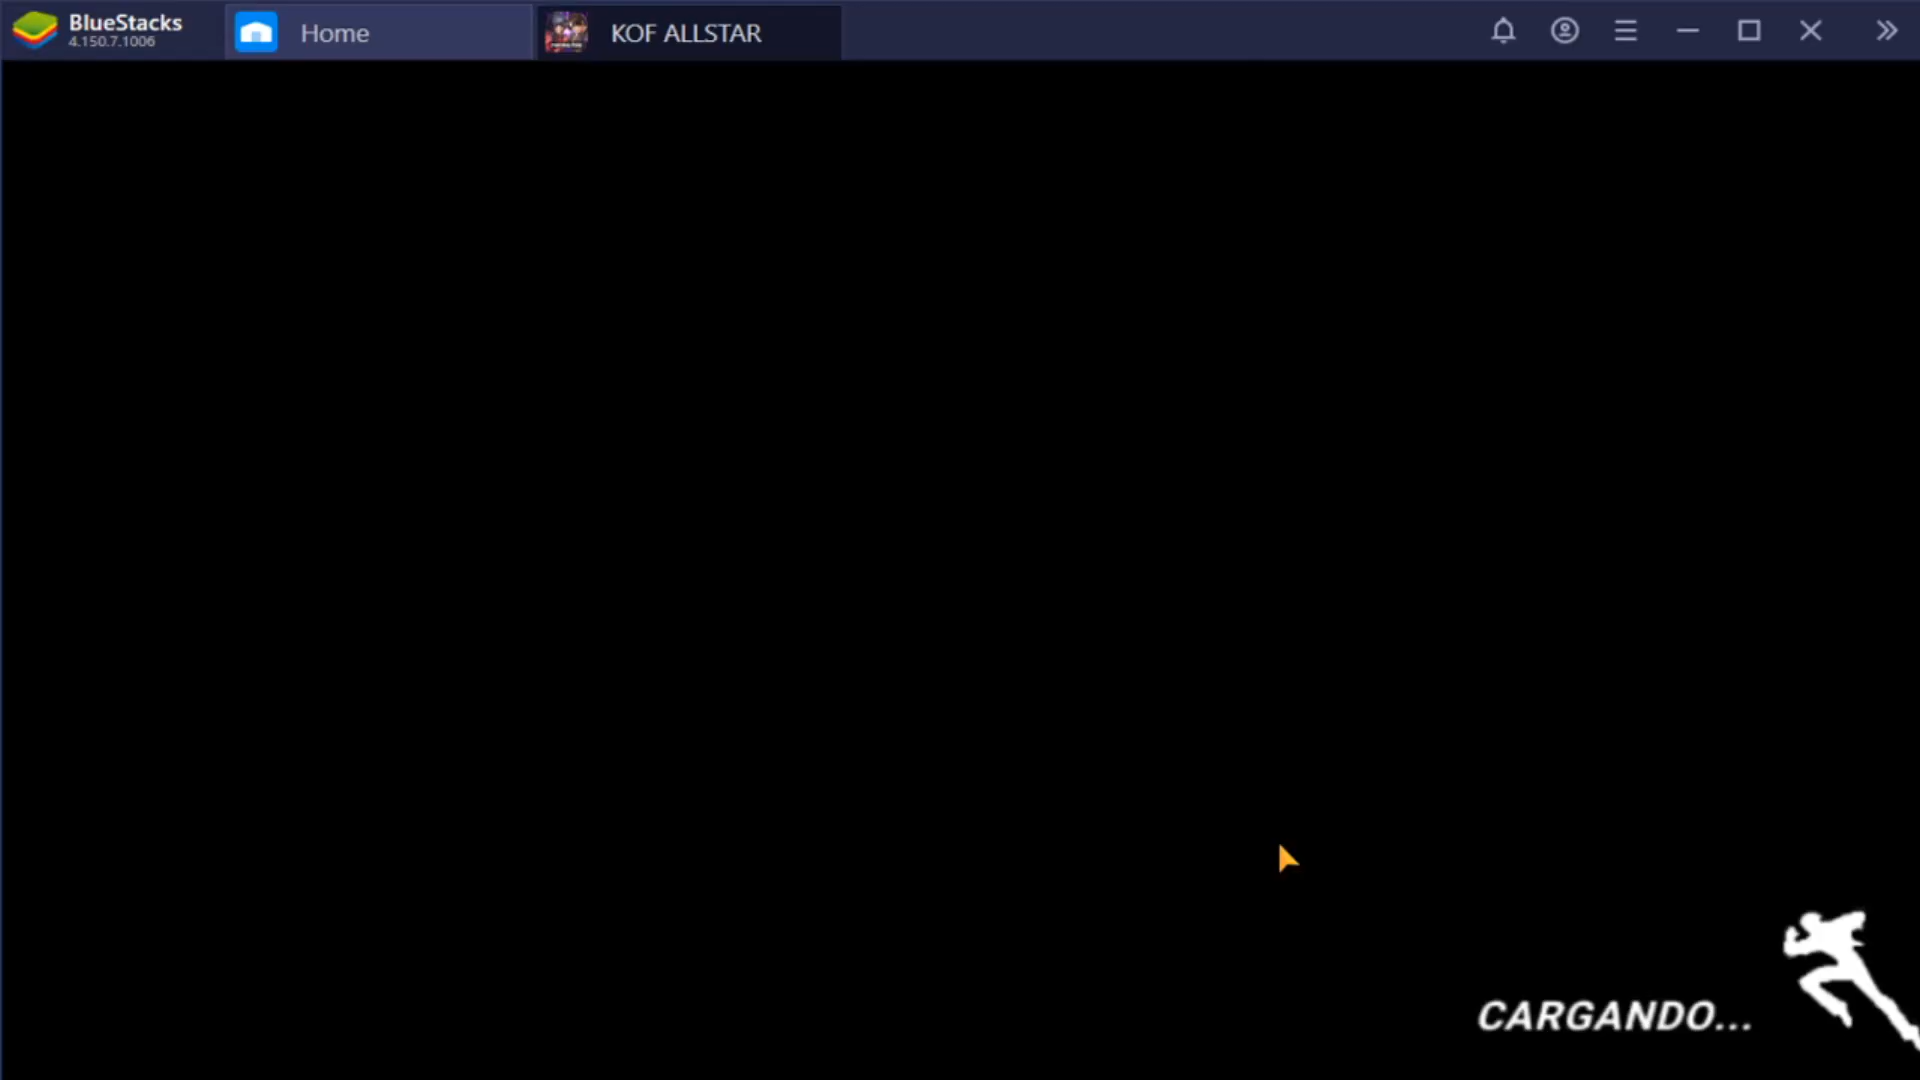 BlueStacks
4.150.7.1006
Home
KOF ALLSTAR
CARGANDO...